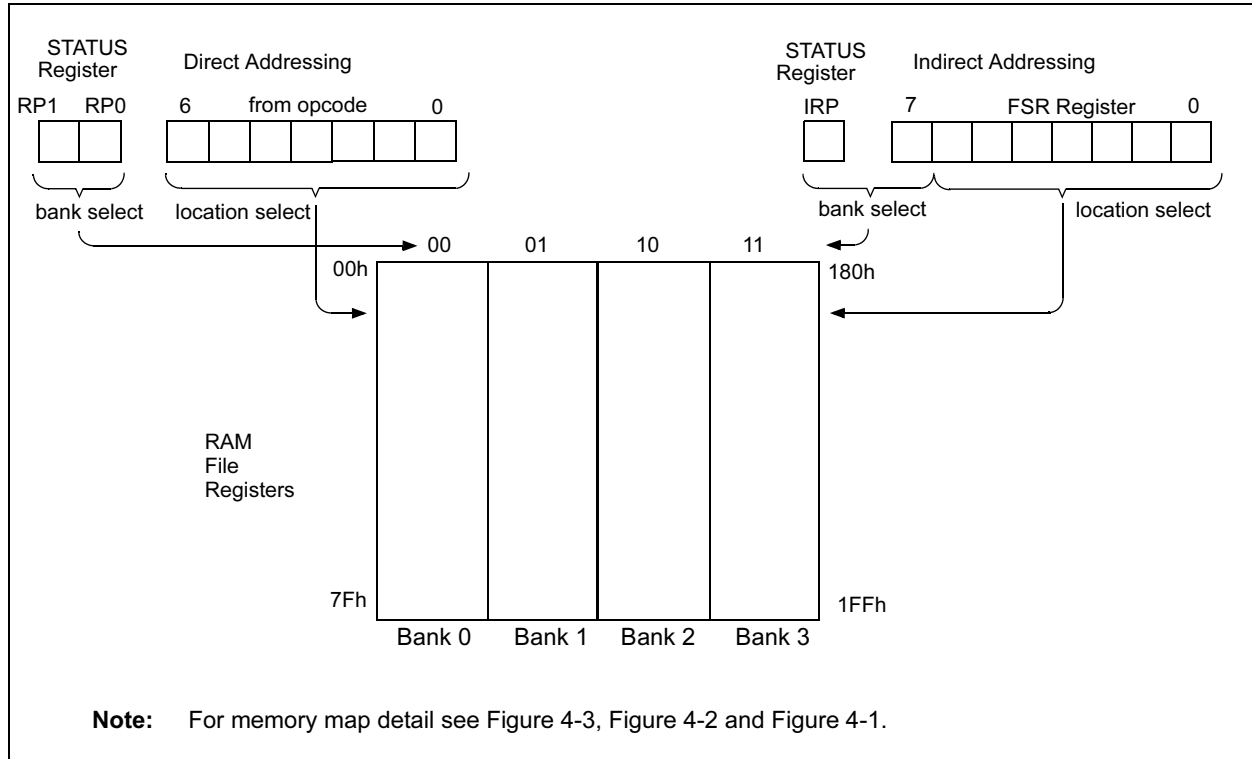 STATUS
Register
Direct Addressing
RP1 RP0
6 from opcode 0
bank select
location select
STATUS
Register
Indirect Addressing
IRP
7 FSR Register 0
bank select
location select
00 01 10 11
00h
180h
RAM
File
Registers
7Fh
1FFh
Bank 0 Bank 1 Bank 2 Bank 3
Note: For memory map detail see Figure 4-3, Figure 4-2 and Figure 4-1.